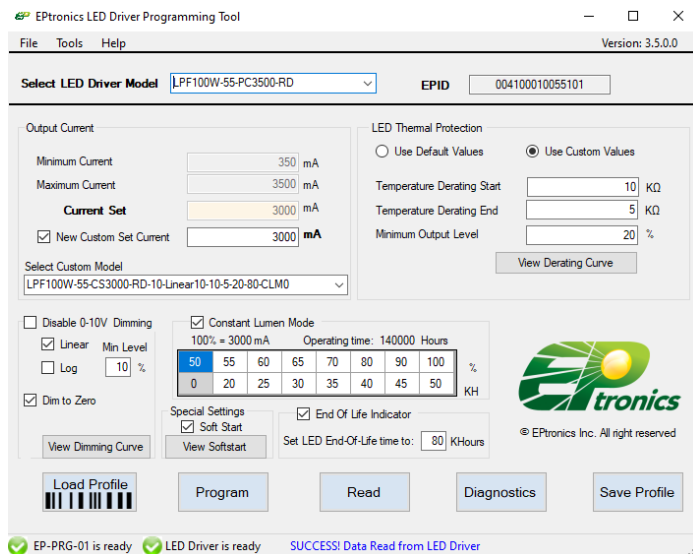 EPtronics LED Driver Programming Tool
File Tools Help Version: 3.5.0.0
Select LED Driver Model LPF100W-55-PC3500-RD EPID 004100010055101
Output Current
Minimum Current 350 mA
Maximum Current 3500 mA
Current Set 3000 mA
New Custom Set Current 3000 mA
Select Custom Model
LPF100W-55-CS3000-RD-10-Linear10-10-5-20-80-CLM0
LED Thermal Protection
Use Default Values Use Custom Values
Temperature Derating Start 10 KΩ
Temperature Derating End 5 KΩ
Minimum Output Level 20 %
View Derating Curve
Disable 0-10V Dimming
Linear Min Level
Log 10 %
Dim to Zero
View Dimming Curve
Constant Lumen Mode
100% = 3000 mA Operating time: 140000 Hours
50 55 60 65 70 80 90 100 %
0 20 25 30 35 40 45 50 KH
Special Settings
Soft Start
View Softstart
End Of Life Indicator
Set LED End-Of-Life time to: 80 KHours
EPtronics
© EPtronics Inc. All right reserved
Load Profile Program Read Diagnostics Save Profile
EP-PRG-01 is ready LED Driver is ready SUCCESS! Data Read from LED Driver